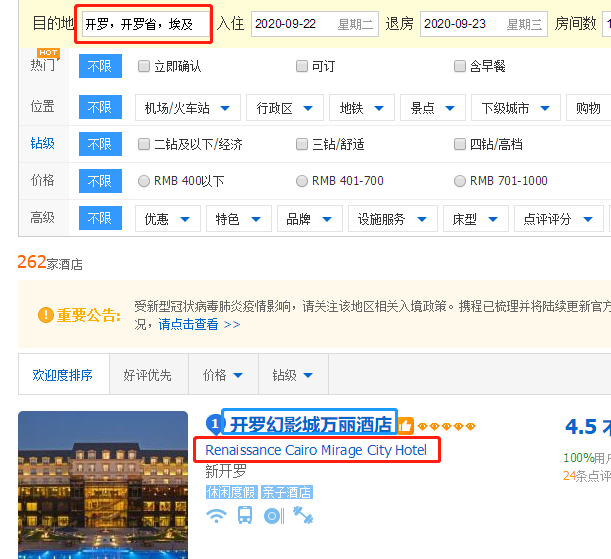 目的地 开罗，开罗省，埃及 入住 2020-09-22 星期二 退房 2020-09-23 星期三 房间数
HOT
热门 不限 立即确认 可订 含早餐
位置 不限 机场/火车站 行政区 地铁 景点 下级城市 购物
钻级 不限 二钻及以下/经济 三钻/舒适 四钻/高档
价格 不限 RMB 400以下 RMB 401-700 RMB 701-1000
高级 不限 优惠 特色 品牌 设施服务 床型 点评评分
262家酒店
重要公告: 受新型冠状病毒肺炎疫情影响，请关注该地区相关入境政策。携程已梳理并将陆续更新官方
况，请点击查看 >>
欢迎度排序 好评优先 价格 钻级
1 开罗幻影城万丽酒店 4.5
Renaissance Cairo Mirage City Hotel
新开罗 100%用户
休闲度假 亲子酒店 24条点评